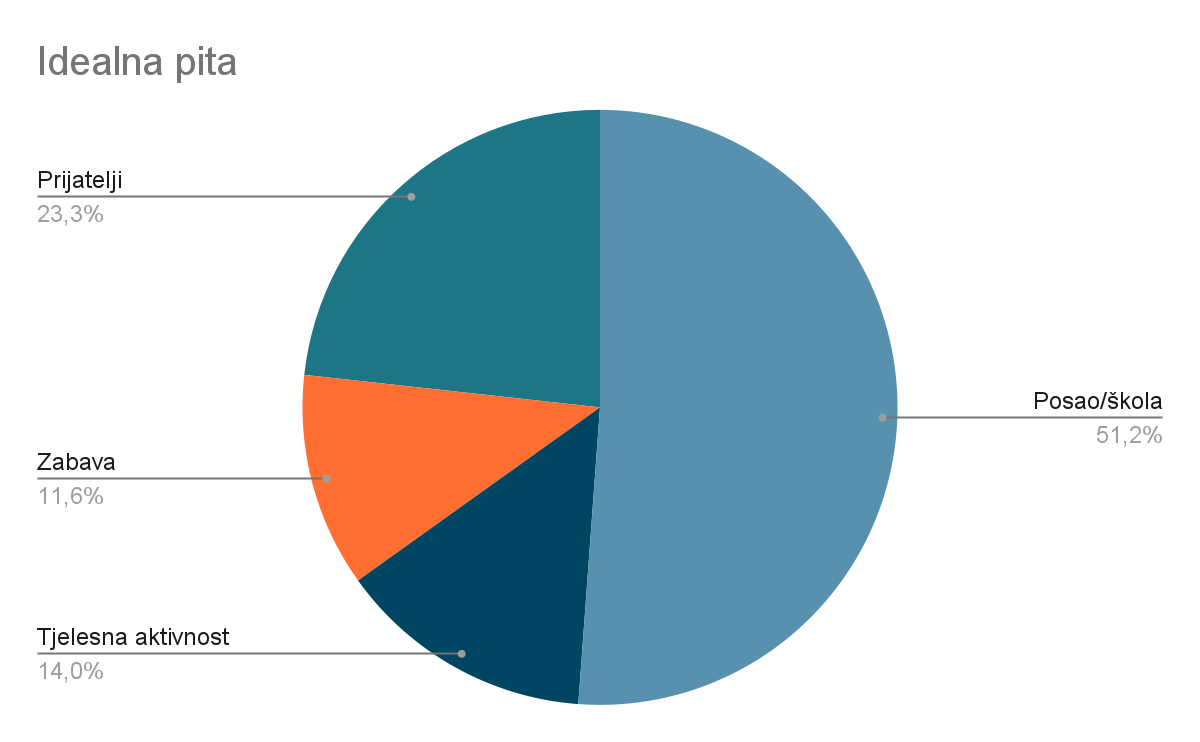 Idealna pita
Prijatelji
23,3%
Posao/škola
51,2%
Zabava
11,6%
Tjelesna aktivnost
14,0%